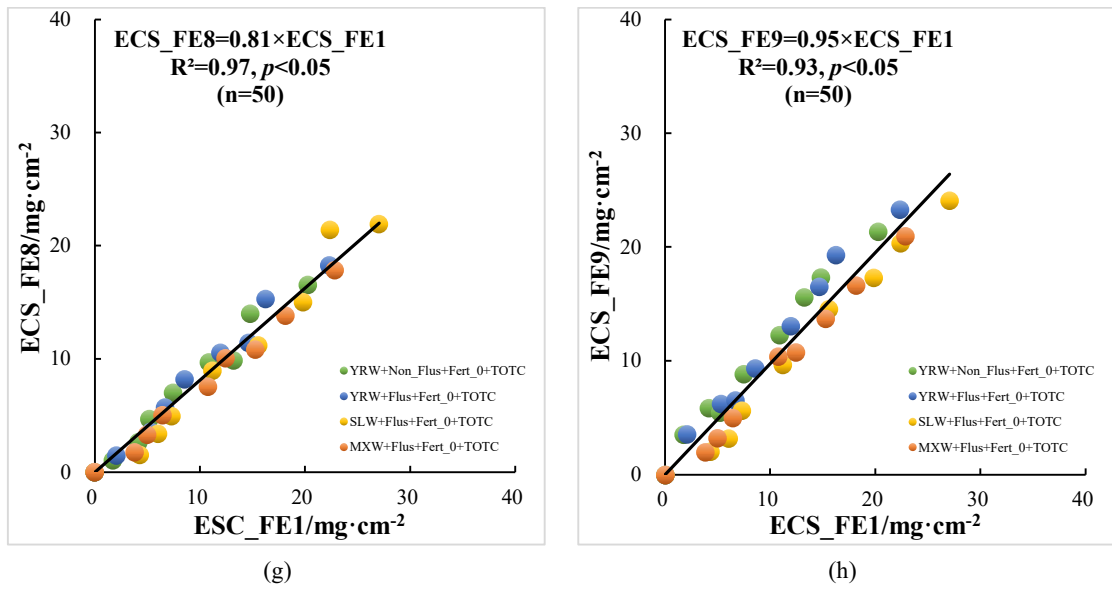 ECS_FE8=0.81×ECS_FE1
R²=0.97, p<0.05
(n=50)
40
30
20
10
0
ECS_FE8/mg·cm⁻²
YRW+Non_Flus+Fert_0+TOTC
YRW+Flus+Fert_0+TOTC
SLW+Flus+Fert_0+TOTC
MXW+Flus+Fert_0+TOTC
0 10 20 30 40
ESC_FE1/mg·cm⁻²
(g)
ECS_FE9=0.95×ECS_FE1
R²=0.93, p<0.05
(n=50)
40
30
20
10
0
ECS_FE9/mg·cm⁻²
YRW+Non_Flus+Fert_0+TOTC
YRW+Flus+Fert_0+TOTC
SLW+Flus+Fert_0+TOTC
MXW+Flus+Fert_0+TOTC
0 10 20 30 40
ECS_FE1/mg·cm⁻²
(h)